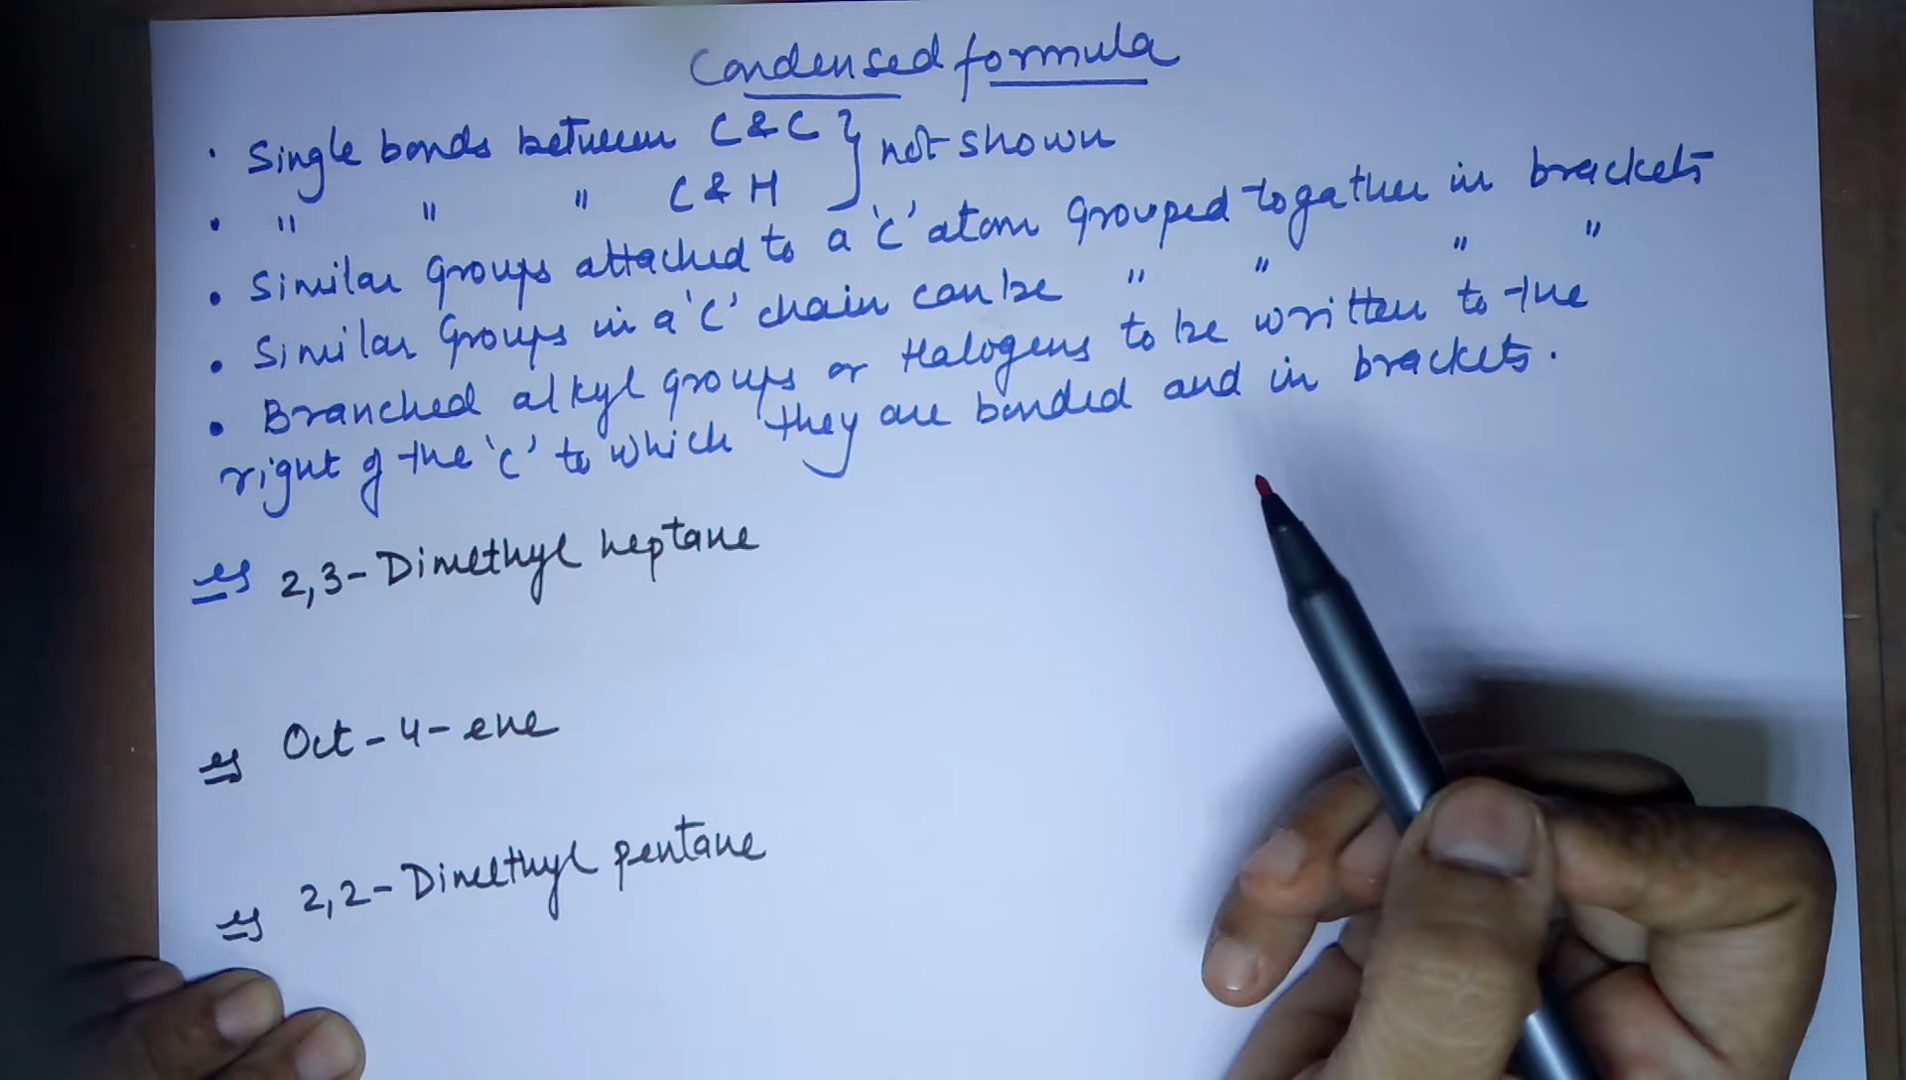 Condensed formula
• Single bonds between C & C } not shown
• " " " C & H
• Similar Groups attached to a 'C' atom Grouped togather in brackets
• Similar Groups in a 'C' chain can be " " " "
• Branched alkyl groups or Halogens to be written to the
right of the 'C' to which they are bonded and in brackets.
eg 2,3-Dimethyl heptane
eg Oct-4-ene
eg 2,2-Dimethyl pentane